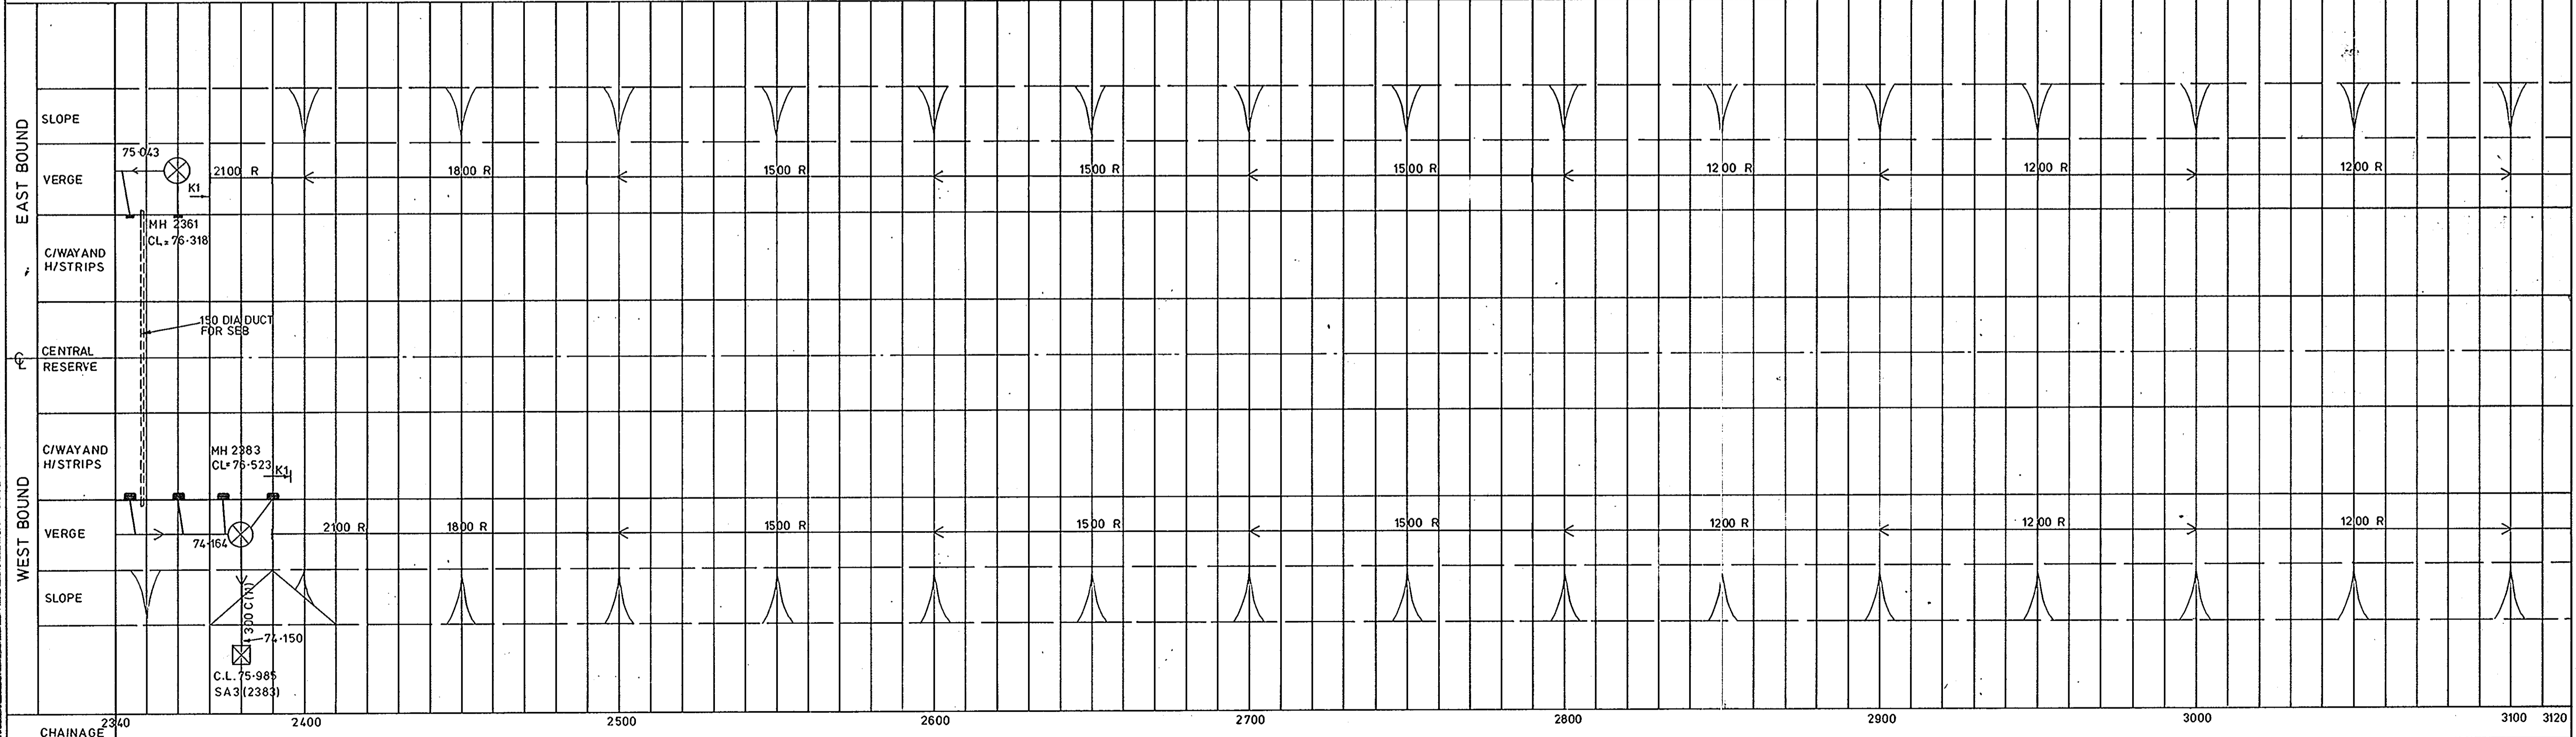 EAST BOUND
SLOPE
75·043
VERGE
2100 R
1800 R
1500 R
1500 R
1500 R
1200 R
1200 R
1200 R
K1
MH 2361
CL= 76·318
C/WAY AND
H/STRIPS
150 DIA DUCT
FOR SEB
CL
CENTRAL
RESERVE
WEST BOUND
C/WAY AND
H/STRIPS
MH 2383
CL= 76·523
K1
VERGE
74·164
2100 R
1800 R
1500 R
1500 R
1500 R
1200 R
1200 R
1200 R
SLOPE
300 C(N)
74·150
C.L. 75·985
SA3 (2383)
2340
2400
2500
2600
2700
2800
2900
3000
3100
3120
CHAINAGE